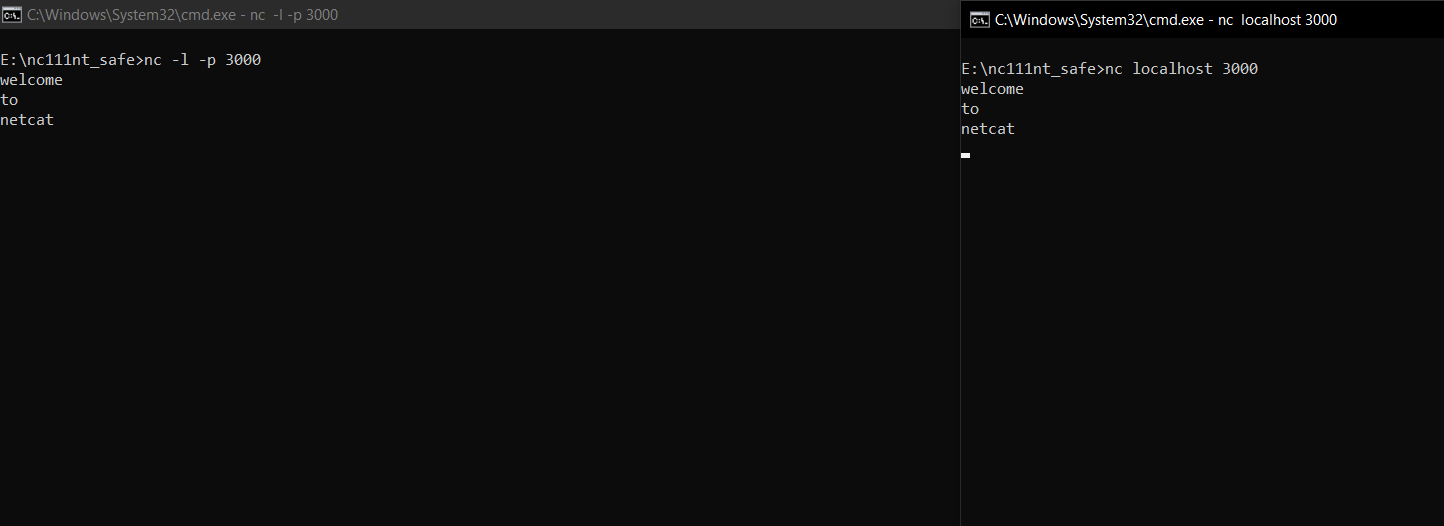 C:\Windows\System32\cmd.exe - nc  -l -p 3000
E:\nc111nt_safe>nc -l -p 3000
welcome
to
netcat
C:\Windows\System32\cmd.exe - nc  localhost 3000
E:\nc111nt_safe>nc localhost 3000
welcome
to
netcat